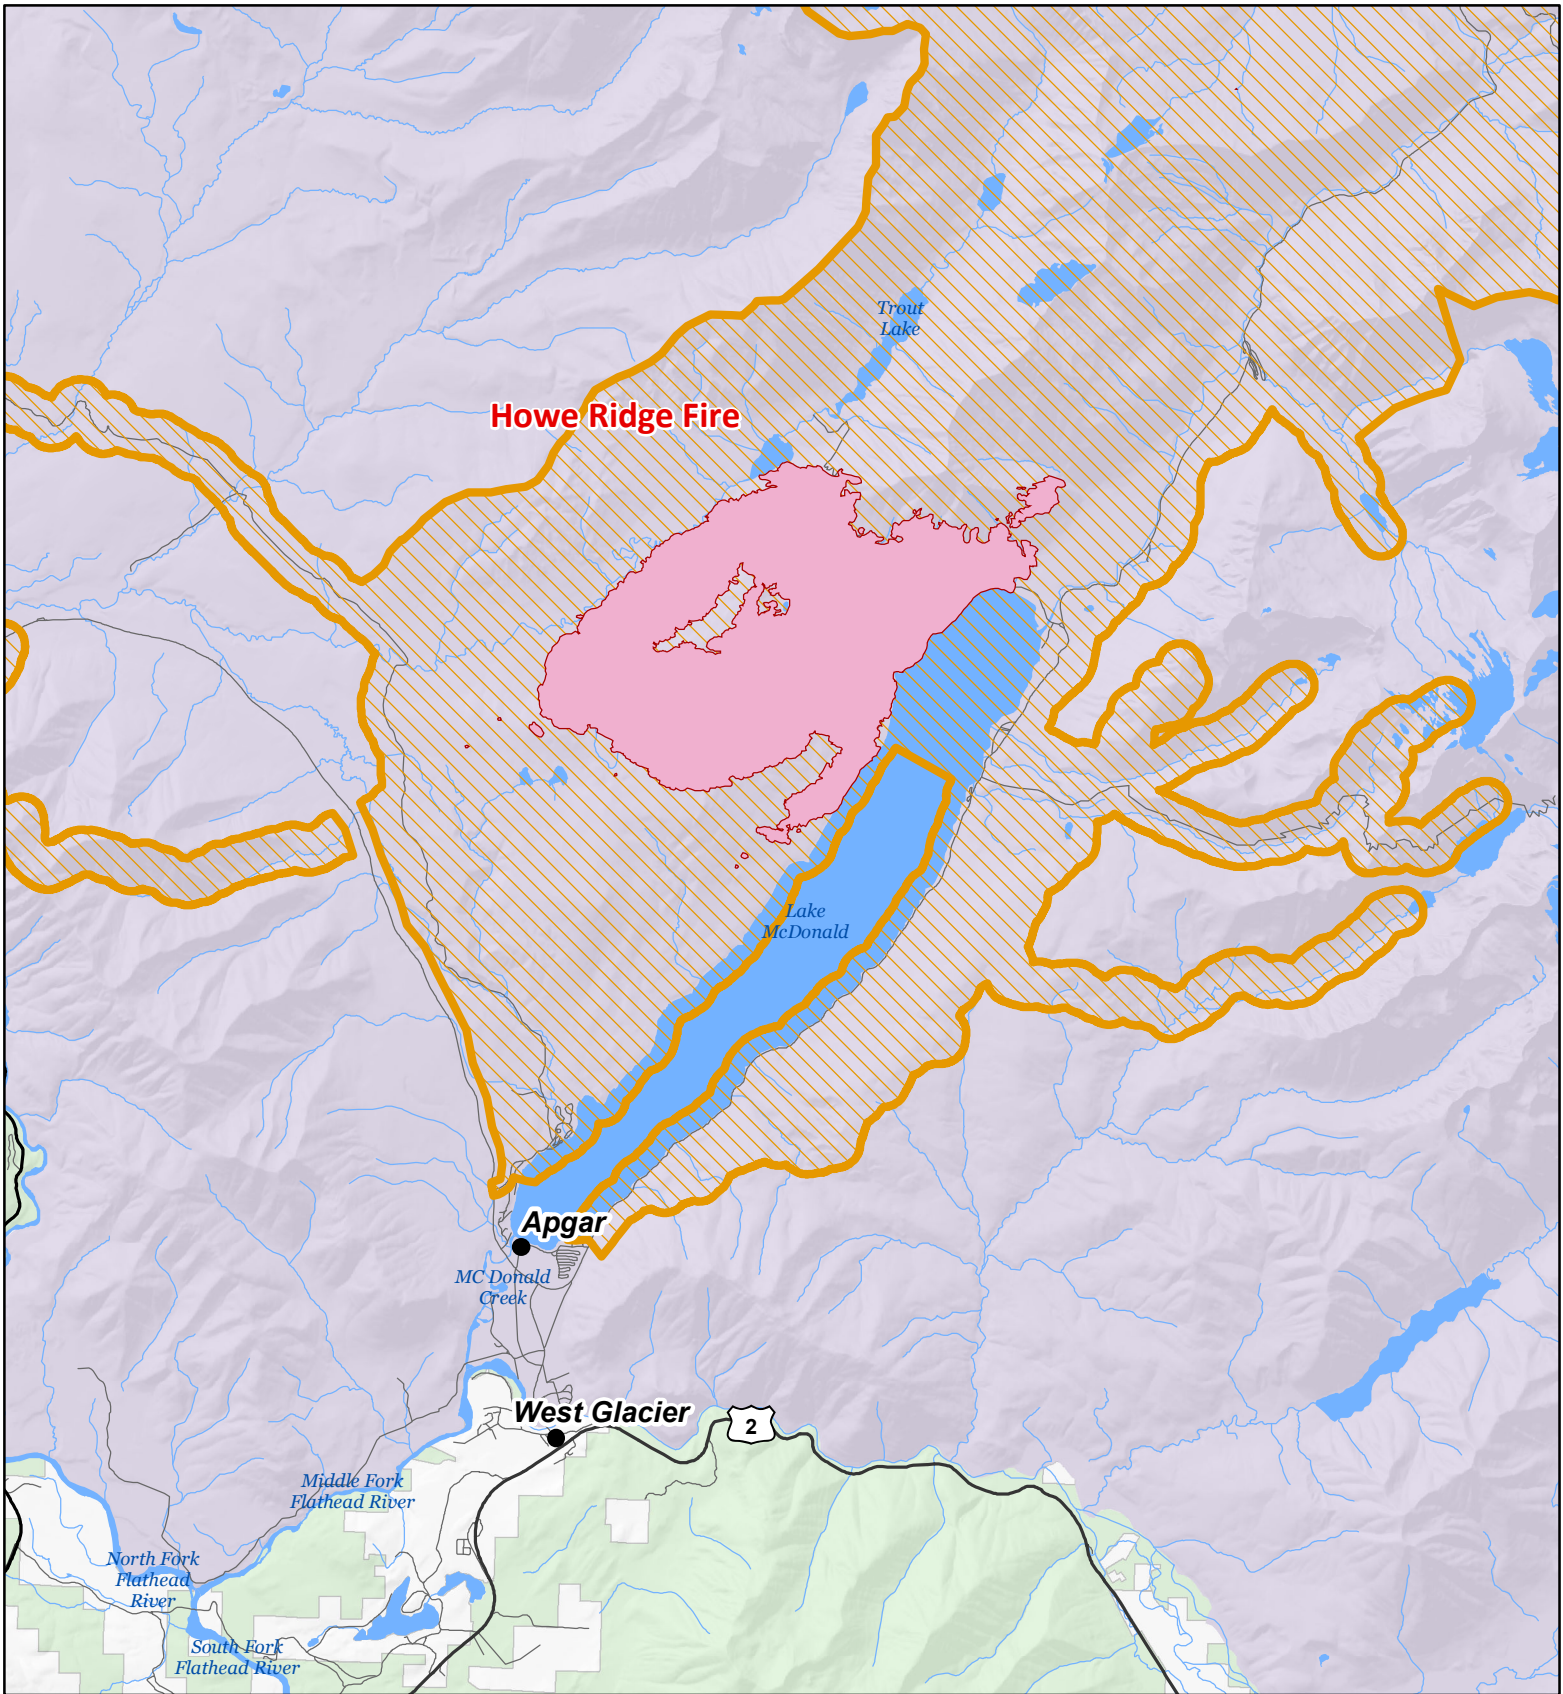 Trout
Lake
Howe Ridge Fire
Lake
McDonald
Apgar
MC Donald
Creek
West Glacier
2
Middle Fork
Flathead River
North Fork
Flathead
River
South Fork
Flathead River